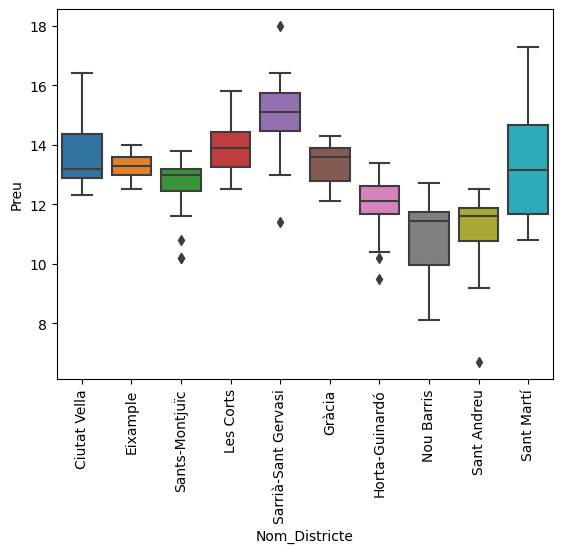 18
16
14
12
10
8
Preu
Ciutat Vella
Eixample
Sants-Montjuïc
Les Corts
Sarrià-Sant Gervasi
Gràcia
Horta-Guinardó
Nou Barris
Sant Andreu
Sant Martí
Nom_Districte